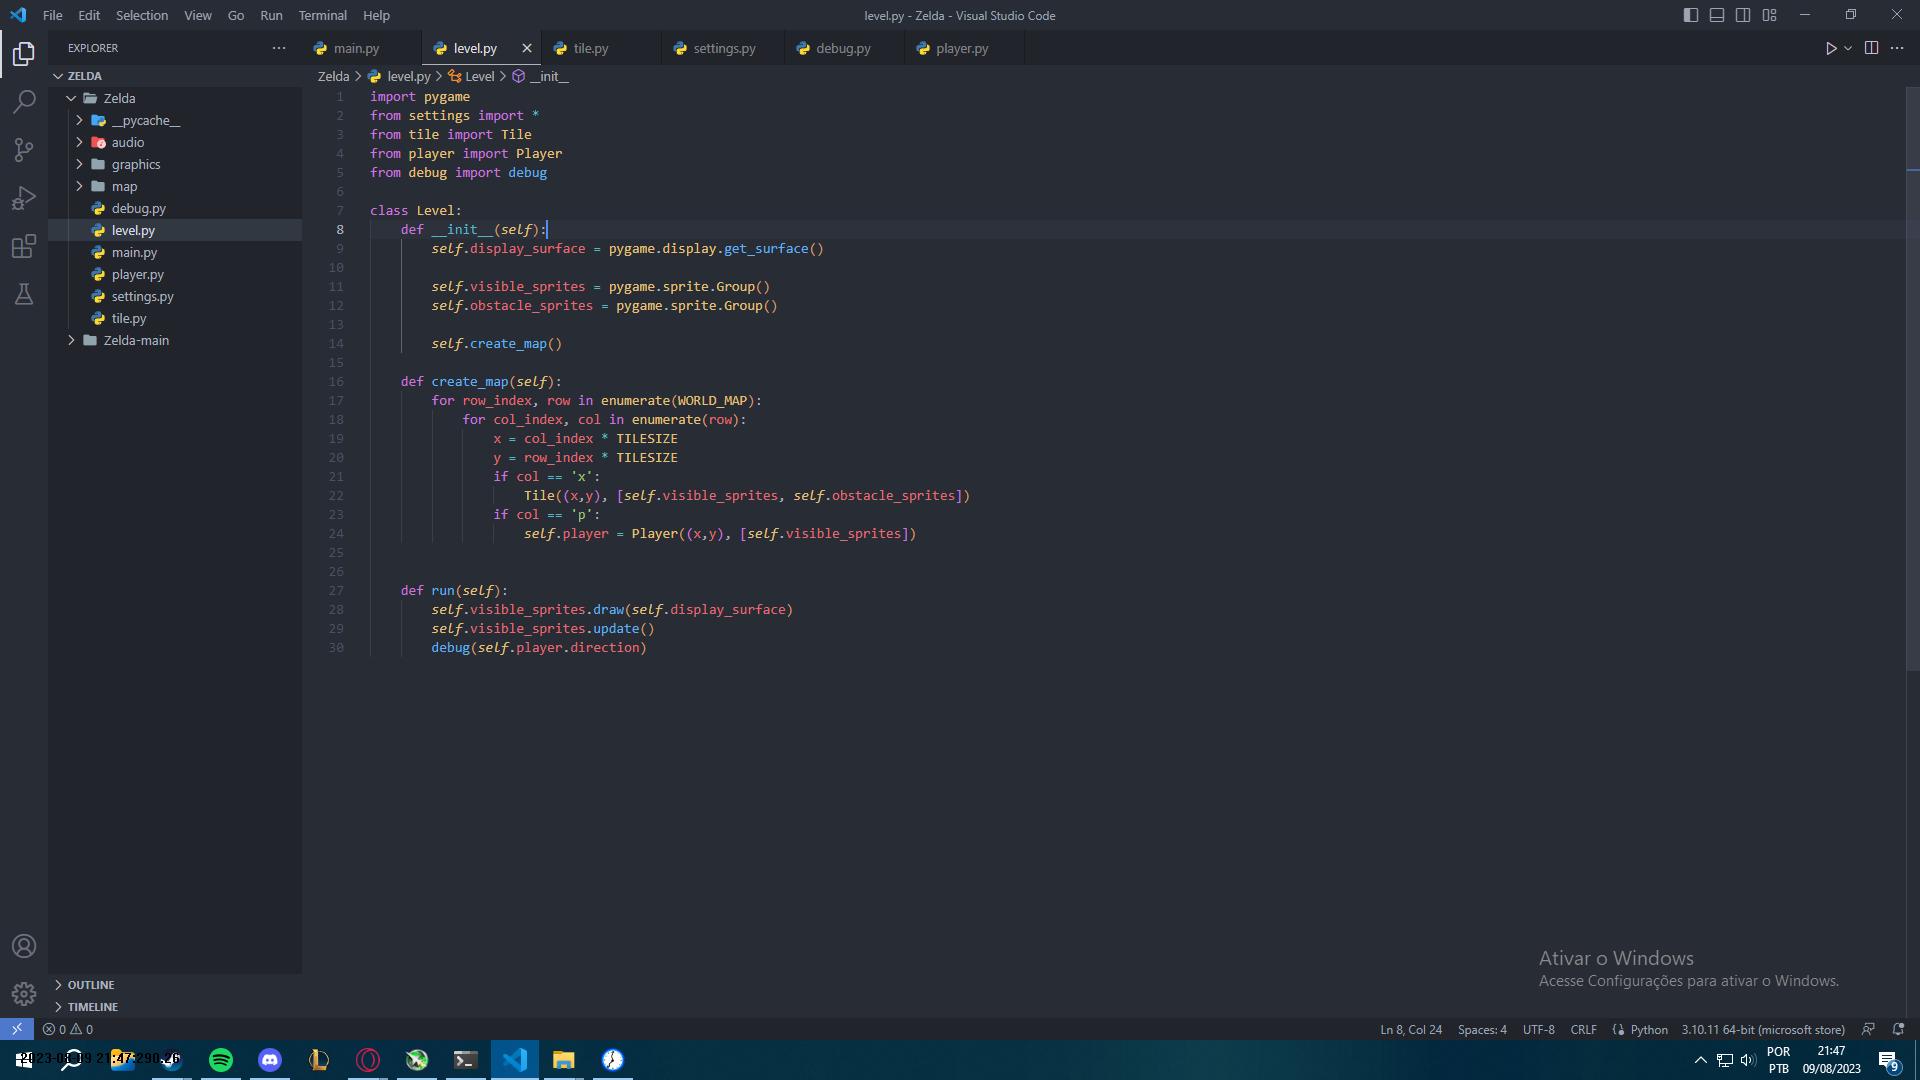 File Edit Selection View Go Run Terminal Help
level.py - Zelda - Visual Studio Code
EXPLORER
main.py level.py tile.py settings.py debug.py player.py
ZELDA
Zelda
__pycache__
audio
graphics
map
debug.py
level.py
main.py
player.py
settings.py
tile.py
Zelda-main
OUTLINE
TIMELINE
Zelda > level.py > Level > __init__
1 import pygame
2 from settings import *
3 from tile import Tile
4 from player import Player
5 from debug import debug
6
7 class Level:
8     def __init__(self):
9         self.display_surface = pygame.display.get_surface()
10
11         self.visible_sprites = pygame.sprite.Group()
12         self.obstacle_sprites = pygame.sprite.Group()
13
14         self.create_map()
15
16     def create_map(self):
17         for row_index, row in enumerate(WORLD_MAP):
18             for col_index, col in enumerate(row):
19                 x = col_index * TILESIZE
20                 y = row_index * TILESIZE
21                 if col == 'x':
22                     Tile((x,y), [self.visible_sprites, self.obstacle_sprites])
23                 if col == 'p':
24                     self.player = Player((x,y), [self.visible_sprites])
25
26
27     def run(self):
28         self.visible_sprites.draw(self.display_surface)
29         self.visible_sprites.update()
30         debug(self.player.direction)
Ativar o Windows
Acesse Configurações para ativar o Windows.
0 0
Ln 8, Col 24 Spaces: 4 UTF-8 CRLF Python 3.10.11 64-bit (microsoft store)
2023-08-09 21:47:290-26
POR
PTB
21:47
09/08/2023
9